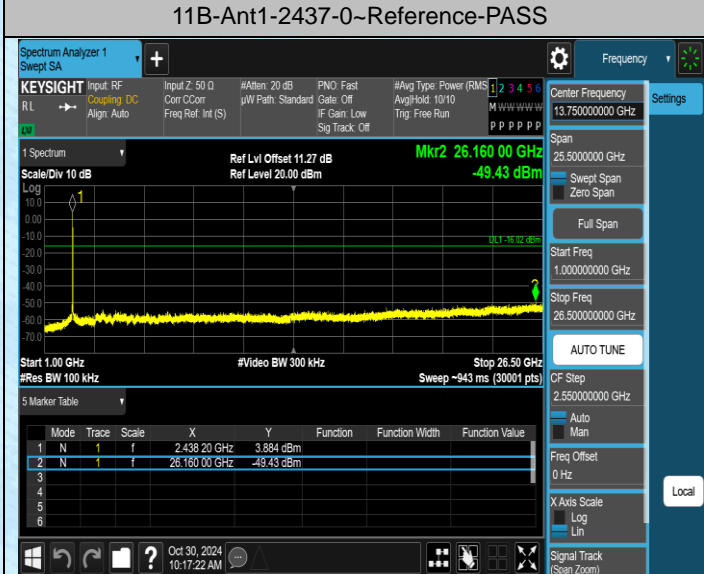 11B-Ant1-2437-0~Reference-PASS
Spectrum Analyzer 1
Swept SA
+
Frequency
KEYSIGHT
RL
LXI
Input: RF
Coupling: DC
Align: Auto
Input Z: 50 Ω
Corr CCorr
Freq Ref: Int (S)
#Atten: 20 dB
µW Path: Standard
PNO: Fast
Gate: Off
IF Gain: Low
Sig Track: Off
#Avg Type: Power (RMS
Avg|Hold: 10/10
Trig: Free Run
1 2 3 4 5 6
M W W W W W
P P P P P P
Settings
1 Spectrum
Scale/Div 10 dB
Ref Lvl Offset 11.27 dB
Ref Level 20.00 dBm
Mkr2 26.160 00 GHz
-49.43 dBm
Log
10.0
0.00
-10.0
-20.0
-30.0
-40.0
-50.0
-60.0
-70.0
1
DL1 -16.02 dBm
2
Start 1.00 GHz
#Video BW 300 kHz
Stop 26.50 GHz
#Res BW 100 kHz
Sweep ~943 ms (30001 pts)
5 Marker Table
Mode Trace Scale X Y Function Function Width Function Value
1 N 1 f 2.438 20 GHz 3.884 dBm
2 N 1 f 26.160 00 GHz -49.43 dBm
3
4
5
6
Center Frequency
13.750000000 GHz
Span
25.5000000 GHz
Swept Span
Zero Span
Full Span
Start Freq
1.000000000 GHz
Stop Freq
26.500000000 GHz
AUTO TUNE
CF Step
2.550000000 GHz
Auto
Man
Freq Offset
0 Hz
X Axis Scale
Log
Lin
Signal Track
(Span Zoom)
Local
?
Oct 30, 2024
10:17:22 AM